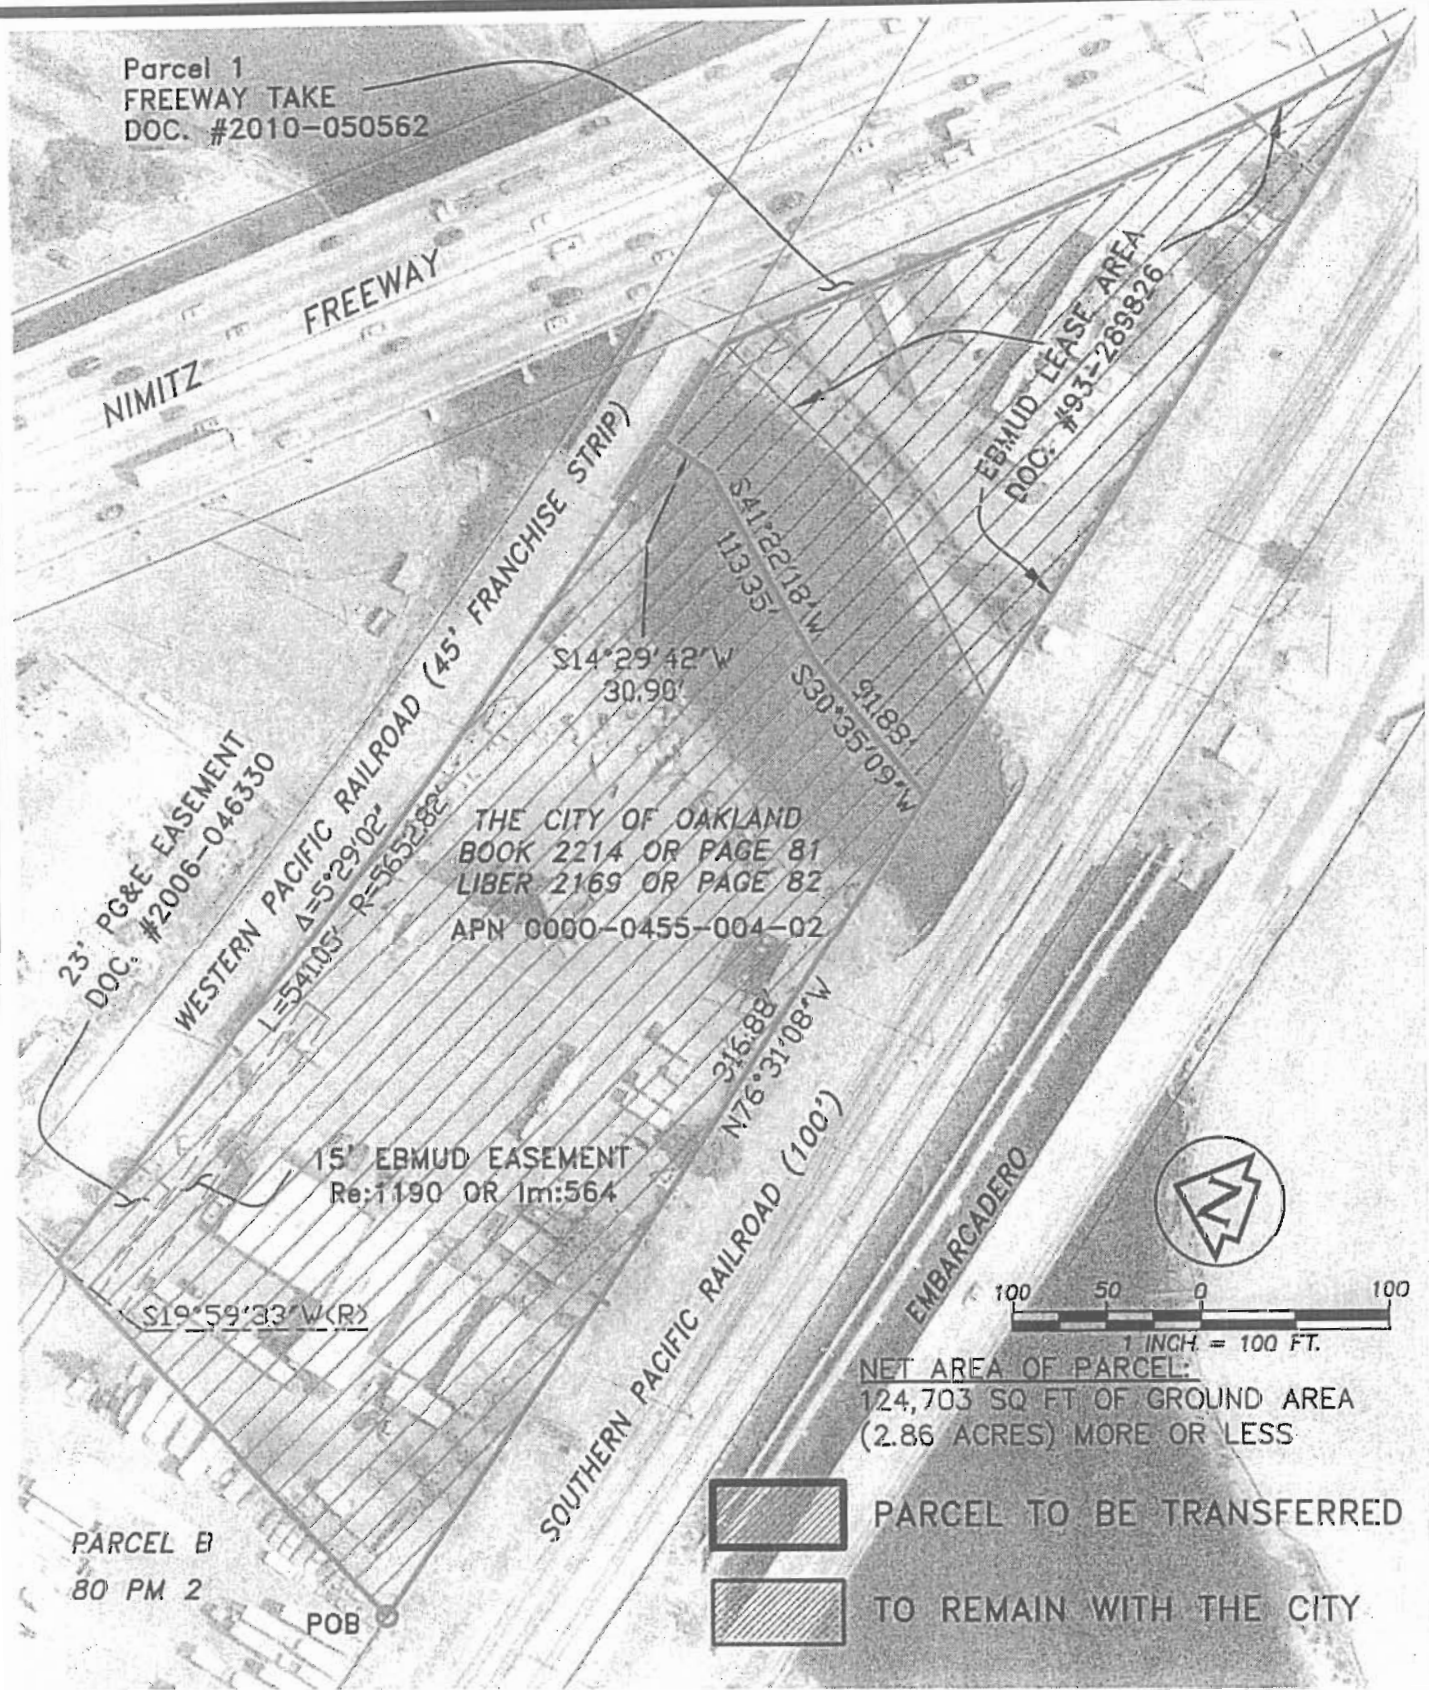 Parcel 1
FREEWAY TAKE
DOC. #2010-050562
NIMITZ FREEWAY
EBMUD LEASE AREA
DOC. #93-289826
WESTERN PACIFIC RAILROAD (45' FRANCHISE STRIP)
S41°22'18"W
113.35'
S14°29'42"W
30.90'
91.88'
S30°35'09"W
23' PG&E EASEMENT
DOC. #2006-046330
Δ=5°29'02"
L=541.05' R=5652.82'
THE CITY OF OAKLAND
BOOK 2214 OR PAGE 81
LIBER 2169 OR PAGE 82
APN 0000-0455-004-02
316.88'
N76°31'08"W
15' EBMUD EASEMENT
Re:1190 OR Im:564
SOUTHERN PACIFIC RAILROAD (100')
EMBARCADERO
N
S19°59'33"W(R)
100 50 0 100
1 INCH = 100 FT.
NET AREA OF PARCEL:
124,703 SQ FT OF GROUND AREA
(2.86 ACRES) MORE OR LESS
PARCEL TO BE TRANSFERRED
PARCEL B
80 PM 2
TO REMAIN WITH THE CITY
POB